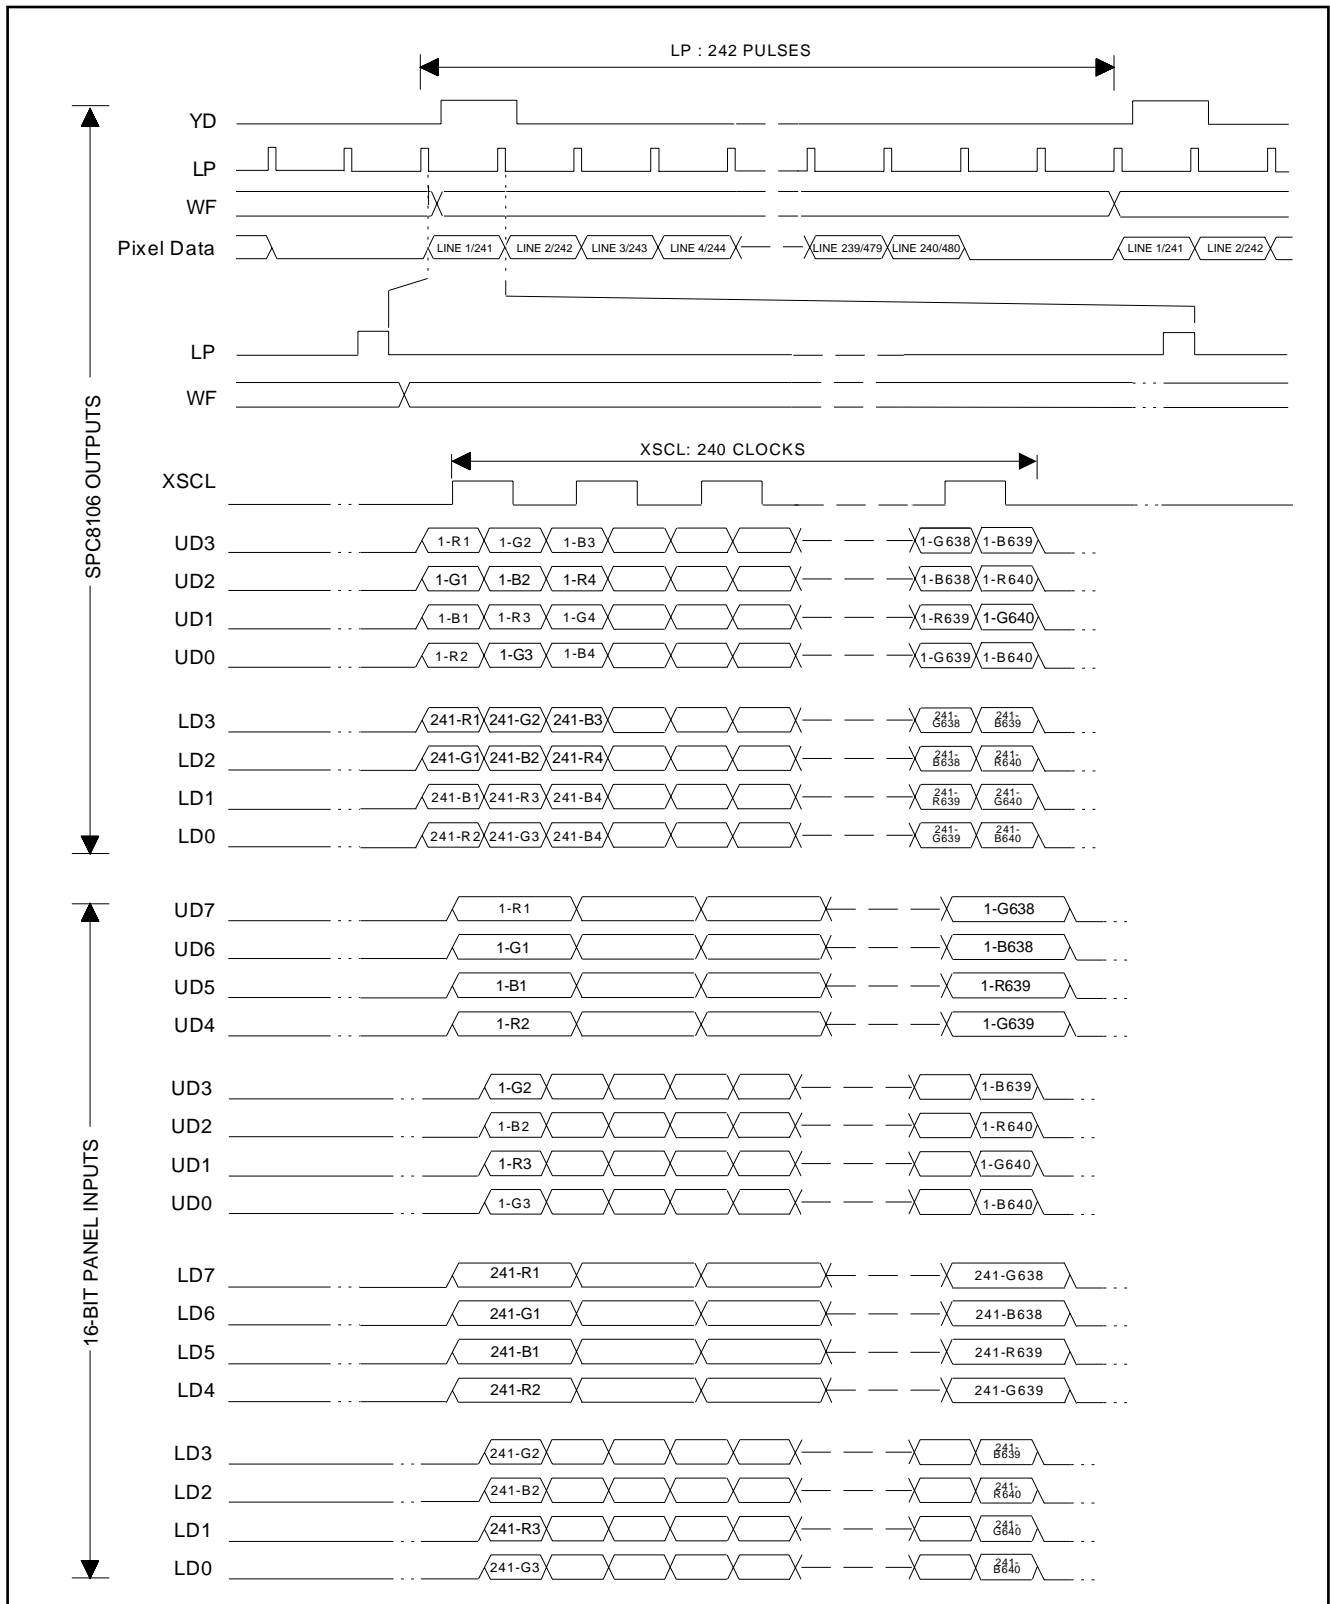 LP : 242 PULSES
YD
LP
WF
Pixel Data LINE 1/241 LINE 2/242 LINE 3/243 LINE 4/244 LINE 239/479 LINE 240/480 LINE 1/241 LINE 2/242
LP
WF
SPC8106 OUTPUTS
XSCL: 240 CLOCKS
XSCL
UD3 1-R1 1-G2 1-B3 1-G638 1-B639
UD2 1-G1 1-B2 1-R4 1-B638 1-R640
UD1 1-B1 1-R3 1-G4 1-R639 1-G640
UD0 1-R2 1-G3 1-B4 1-G639 1-B640
LD3 241-R1 241-G2 241-B3 241-G638 241-B639
LD2 241-G1 241-B2 241-R4 241-B638 241-R640
LD1 241-B1 241-R3 241-B4 241-R639 241-G640
LD0 241-R2 241-G3 241-B4 241-G639 241-B640
16-BIT PANEL INPUTS
UD7 1-R1 1-G638
UD6 1-G1 1-B638
UD5 1-B1 1-R639
UD4 1-R2 1-G639
UD3 1-G2 1-B639
UD2 1-B2 1-R640
UD1 1-R3 1-G640
UD0 1-G3 1-B640
LD7 241-R1 241-G638
LD6 241-G1 241-B638
LD5 241-B1 241-R639
LD4 241-R2 241-G639
LD3 241-G2 241-B639
LD2 241-B2 241-R640
LD1 241-R3 241-G640
LD0 241-G3 241-B640